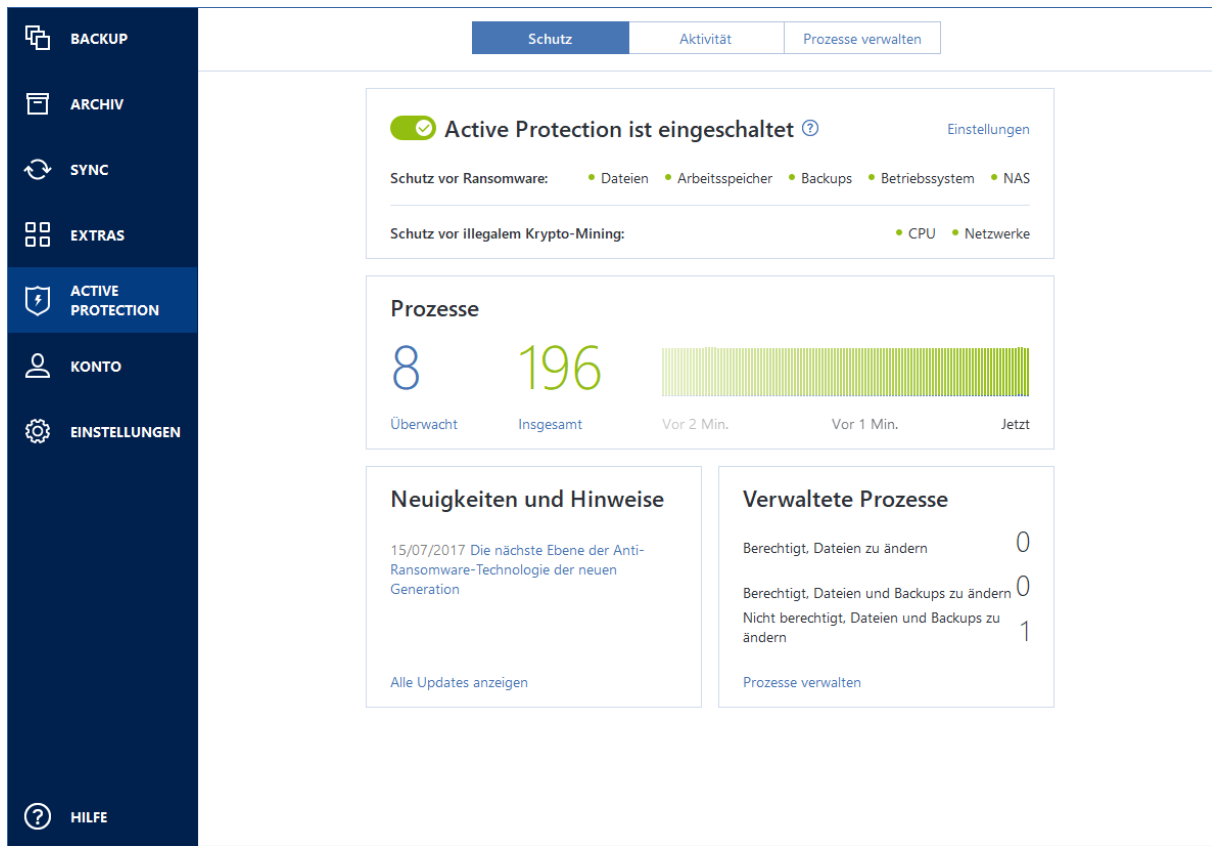 BACKUP
ARCHIV
SYNC
EXTRAS
ACTIVE
PROTECTION
KONTO
EINSTELLUNGEN
HILFE
Schutz
Aktivität
Prozesse verwalten
Active Protection ist eingeschaltet ?
Einstellungen
Schutz vor Ransomware: • Dateien • Arbeitsspeicher • Backups • Betriebssystem • NAS
Schutz vor illegalem Krypto-Mining: • CPU • Netzwerke
Prozesse
8
Überwacht
196
Insgesamt
Vor 2 Min. Vor 1 Min. Jetzt
Neuigkeiten und Hinweise
15/07/2017 Die nächste Ebene der Anti-
Ransomware-Technologie der neuen
Generation
Alle Updates anzeigen
Verwaltete Prozesse
Berechtigt, Dateien zu ändern 0
Berechtigt, Dateien und Backups zu ändern 0
Nicht berechtigt, Dateien und Backups zu
ändern 1
Prozesse verwalten